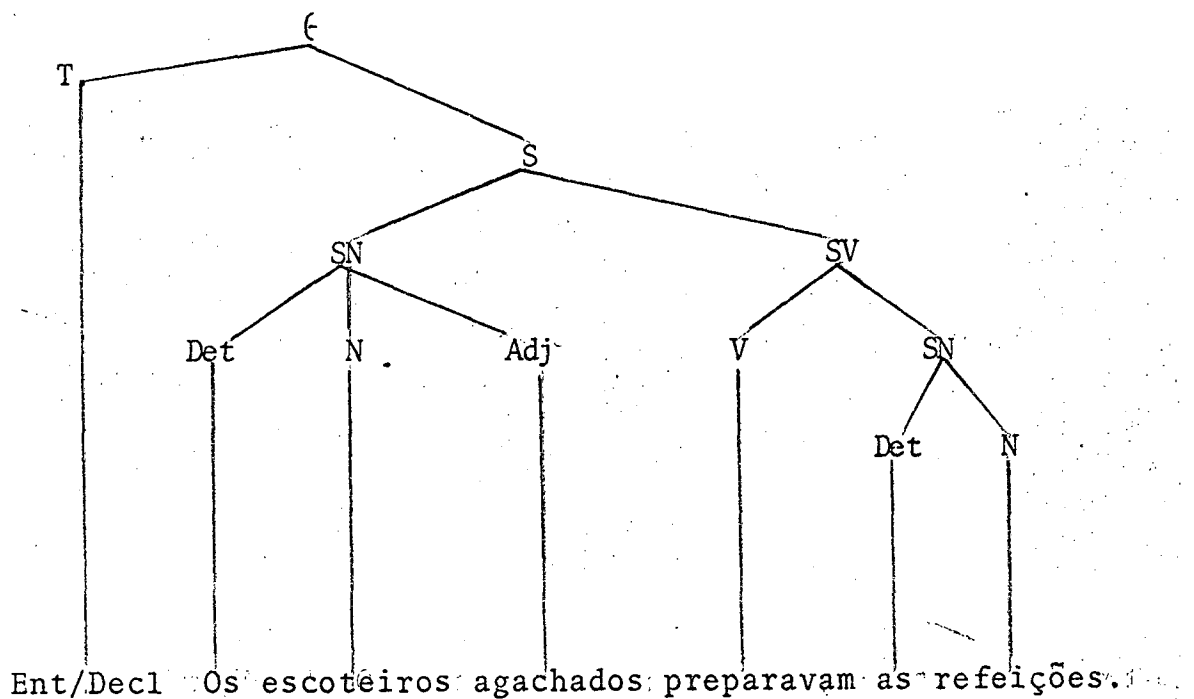 T
S
SN SV
Det N Adj V SN
Det N
Ent/Decl Os escoteiros agachados preparavam as refeições.